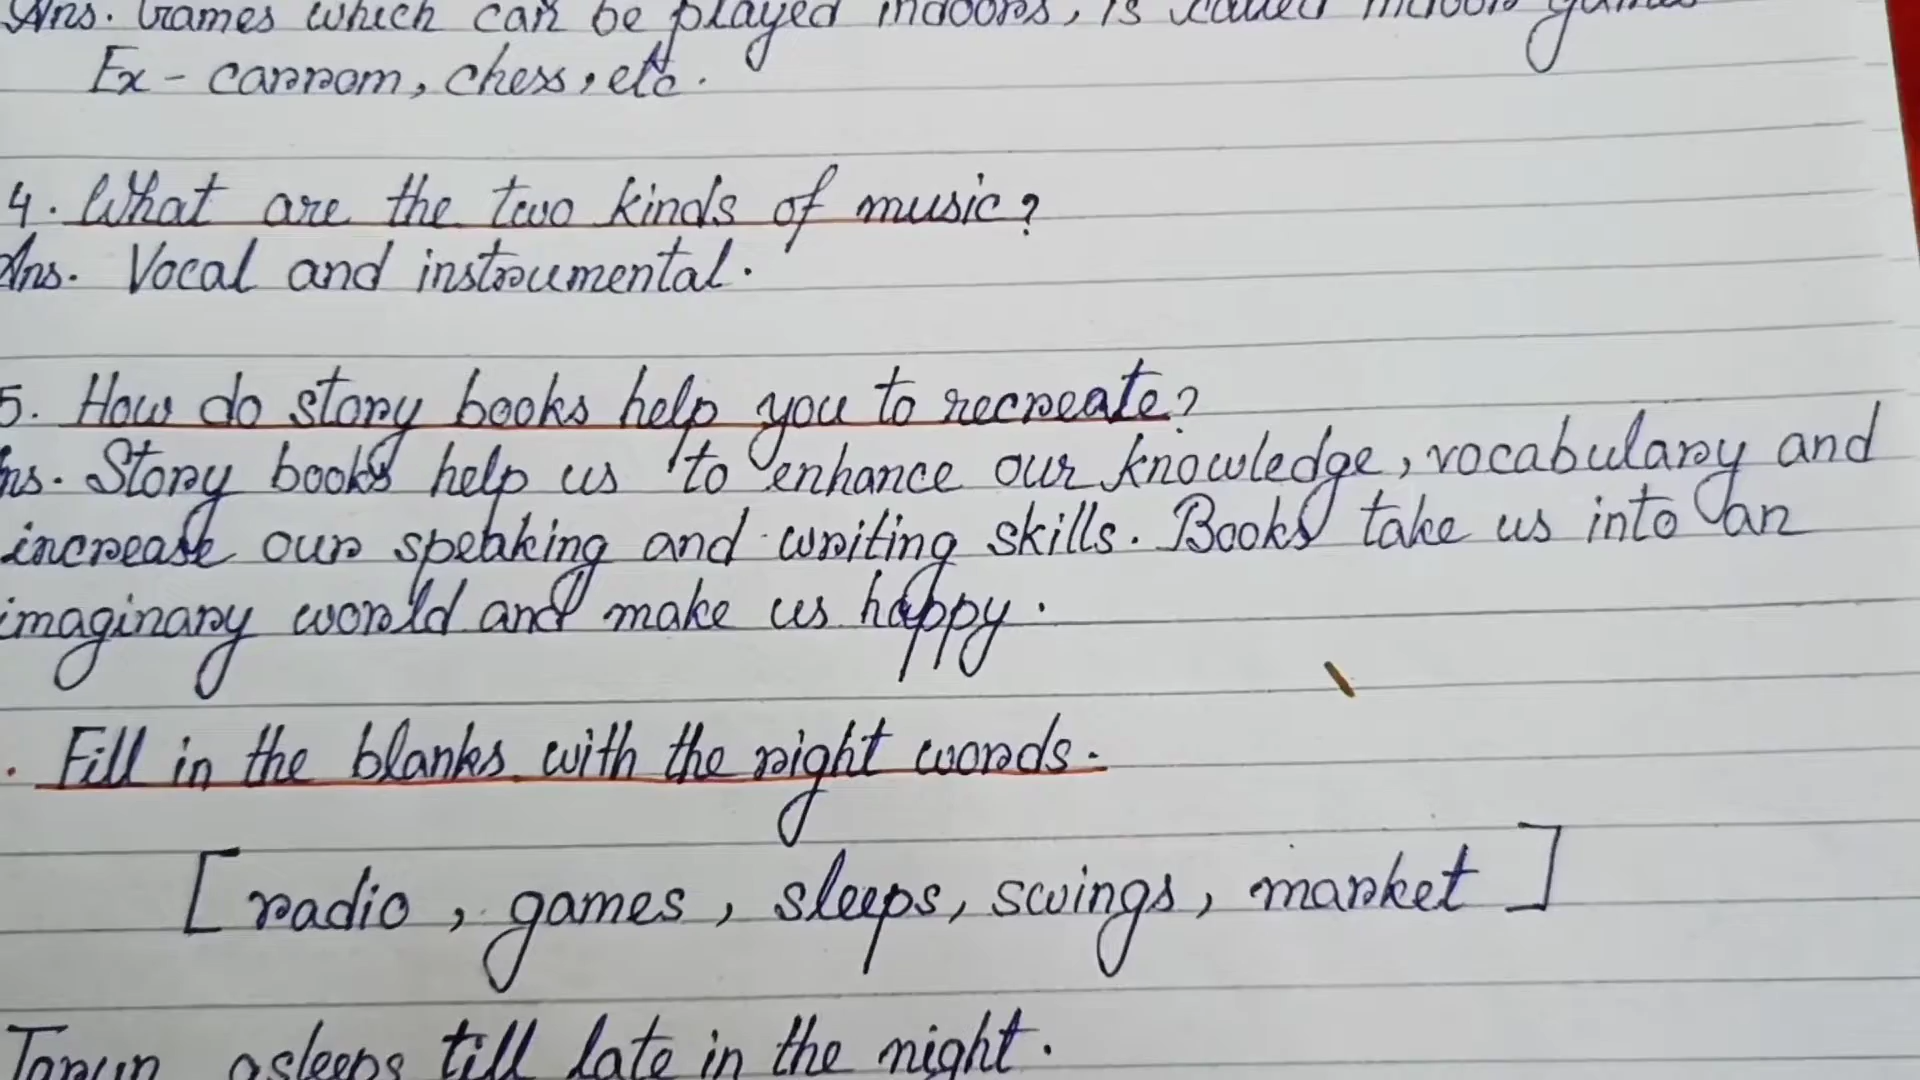 Ans. Games which can be played indoors, is called indoor games
Ex - carrom, chess, etc.
4. What are the two kinds of music?
Ans. Vocal and instrumental.
5. How do story books help you to recreate?
Ans. Story books help us to enhance our knowledge, vocabulary and
increase our speaking and writing skills. Books take us into an
imaginary world and make us happy.
. Fill in the blanks with the right words.
[ radio, games, sleeps, swings, market ]
Tarun asleeps till late in the night.